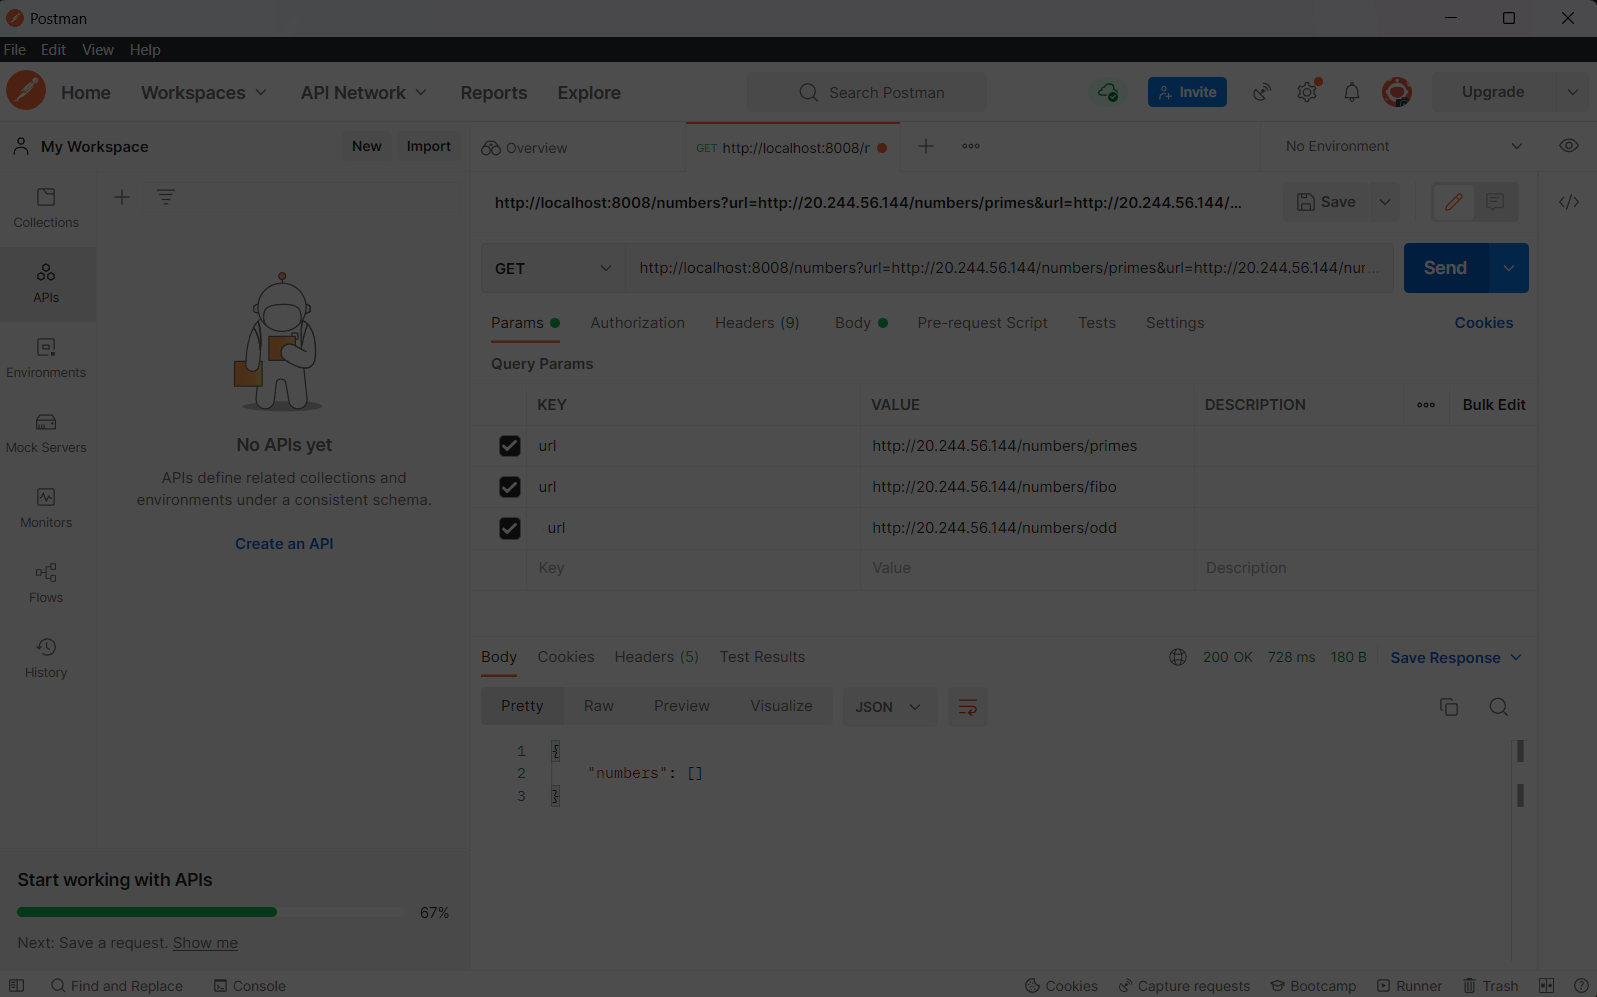 Postman
File Edit View Help
Home Workspaces API Network Reports Explore Search Postman Invite Upgrade
My Workspace New Import Overview GET http://localhost:8008/r No Environment
http://localhost:8008/numbers?url=http://20.244.56.144/numbers/primes&url=http://20.244.56.144/... Save
Collections
GET http://localhost:8008/numbers?url=http://20.244.56.144/numbers/primes&url=http://20.244.56.144/nur ... Send
APIs
Params Authorization Headers (9) Body Pre-request Script Tests Settings Cookies
Query Params
Environments
KEY VALUE DESCRIPTION Bulk Edit
url http://20.244.56.144/numbers/primes
Mock Servers
No APIs yet
APIs define related collections and
environments under a consistent schema.
url http://20.244.56.144/numbers/fibo
Monitors
url http://20.244.56.144/numbers/odd
Create an API
Key Value Description
Flows
History
Body Cookies Headers (5) Test Results 200 OK 728 ms 180 B Save Response
Pretty Raw Preview Visualize JSON
1 {
2 "numbers": []
3 }
Start working with APIs
67%
Next: Save a request. Show me
Find and Replace Console Cookies Capture requests Bootcamp Runner Trash